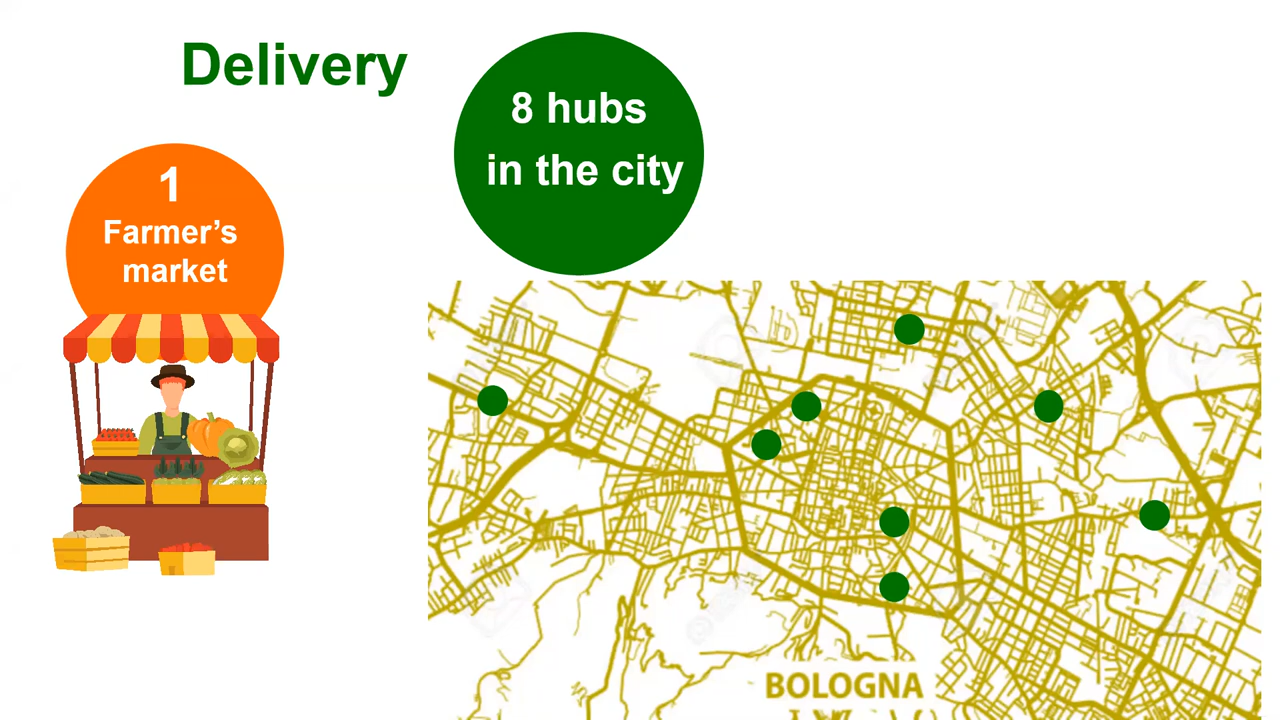 Delivery
8 hubs
in the city
1
Farmer’s
market
BOLOGNA